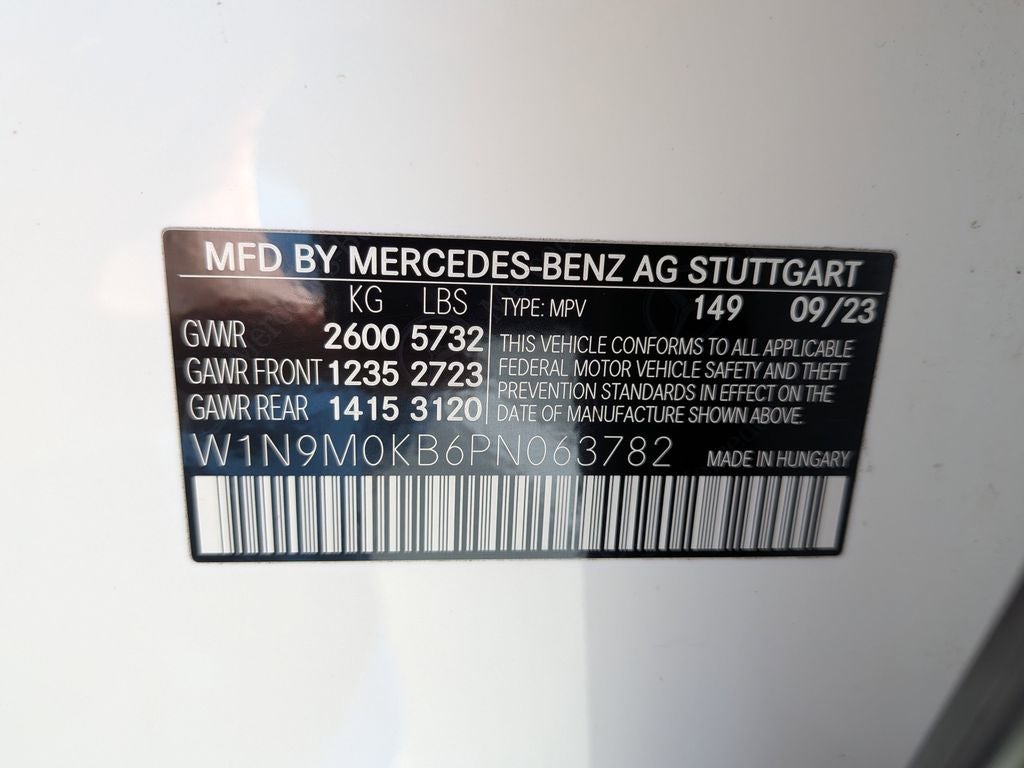 MFD BY MERCEDES-BENZ AG STUTTGART
KG LBS TYPE: MPV 149 09/23
GVWR 2600 5732
GAWR FRONT 1235 2723
GAWR REAR 1415 3120
THIS VEHICLE CONFORMS TO ALL APPLICABLE
FEDERAL MOTOR VEHICLE SAFETY AND THEFT
PREVENTION STANDARDS IN EFFECT ON THE
DATE OF MANUFACTURE SHOWN ABOVE.
W1N9M0KB6PN063782 MADE IN HUNGARY